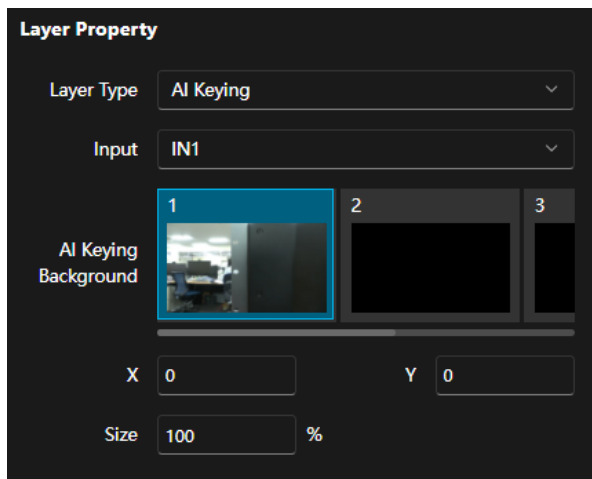 Layer Property
Layer Type AI Keying
Input IN1
1 2 3
AI Keying
Background
X 0 Y 0
Size 100 %